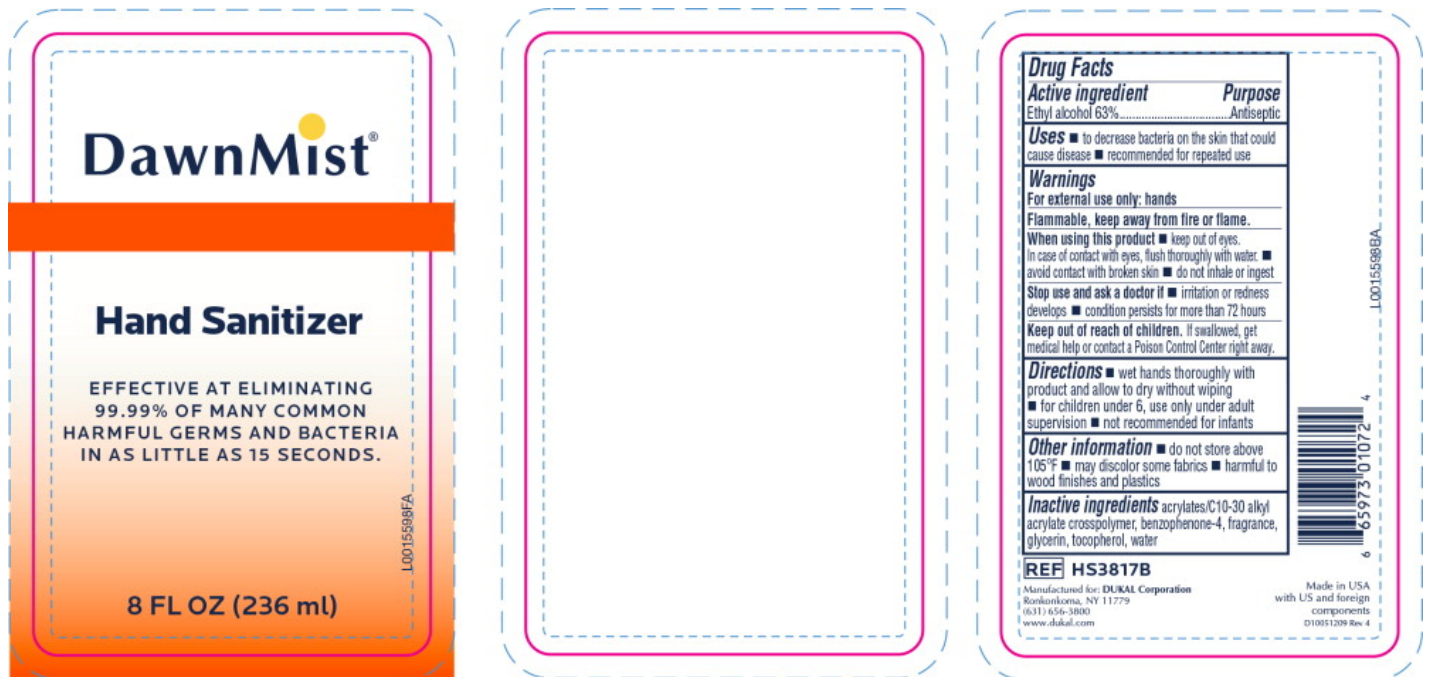 DawnMist®
Hand Sanitizer
EFFECTIVE AT ELIMINATING
99.99% OF MANY COMMON
HARMFUL GERMS AND BACTERIA
IN AS LITTLE AS 15 SECONDS.
L0015598FA
8 FL OZ (236 ml)
Drug Facts
Active ingredient Purpose
Ethyl alcohol 63%....................................Antiseptic
Uses ■ to decrease bacteria on the skin that could
cause disease ■ recommended for repeated use
Warnings
For external use only: hands
Flammable, keep away from fire or flame.
When using this product ■ keep out of eyes.
In case of contact with eyes, flush thoroughly with water. ■
avoid contact with broken skin ■ do not inhale or ingest
Stop use and ask a doctor if ■ irritation or redness
develops ■ condition persists for more than 72 hours
Keep out of reach of children. If swallowed, get
medical help or contact a Poison Control Center right away.
Directions ■ wet hands thoroughly with
product and allow to dry without wiping
■ for children under 6, use only under adult
supervision ■ not recommended for infants
Other information ■ do not store above
105°F ■ may discolor some fabrics ■ harmful to
wood finishes and plastics
Inactive ingredients acrylates/C10-30 alkyl
acrylate crosspolymer, benzophenone-4, fragrance,
glycerin, tocopherol, water
REF HS3817B
Manufactured for: DUKAL Corporation
Ronkonkoma, NY 11779
(631) 656-3800
www.dukal.com
L0015598BA
6 65973 01072 4
Made in USA
with US and foreign
components
D10051209 Rev 4